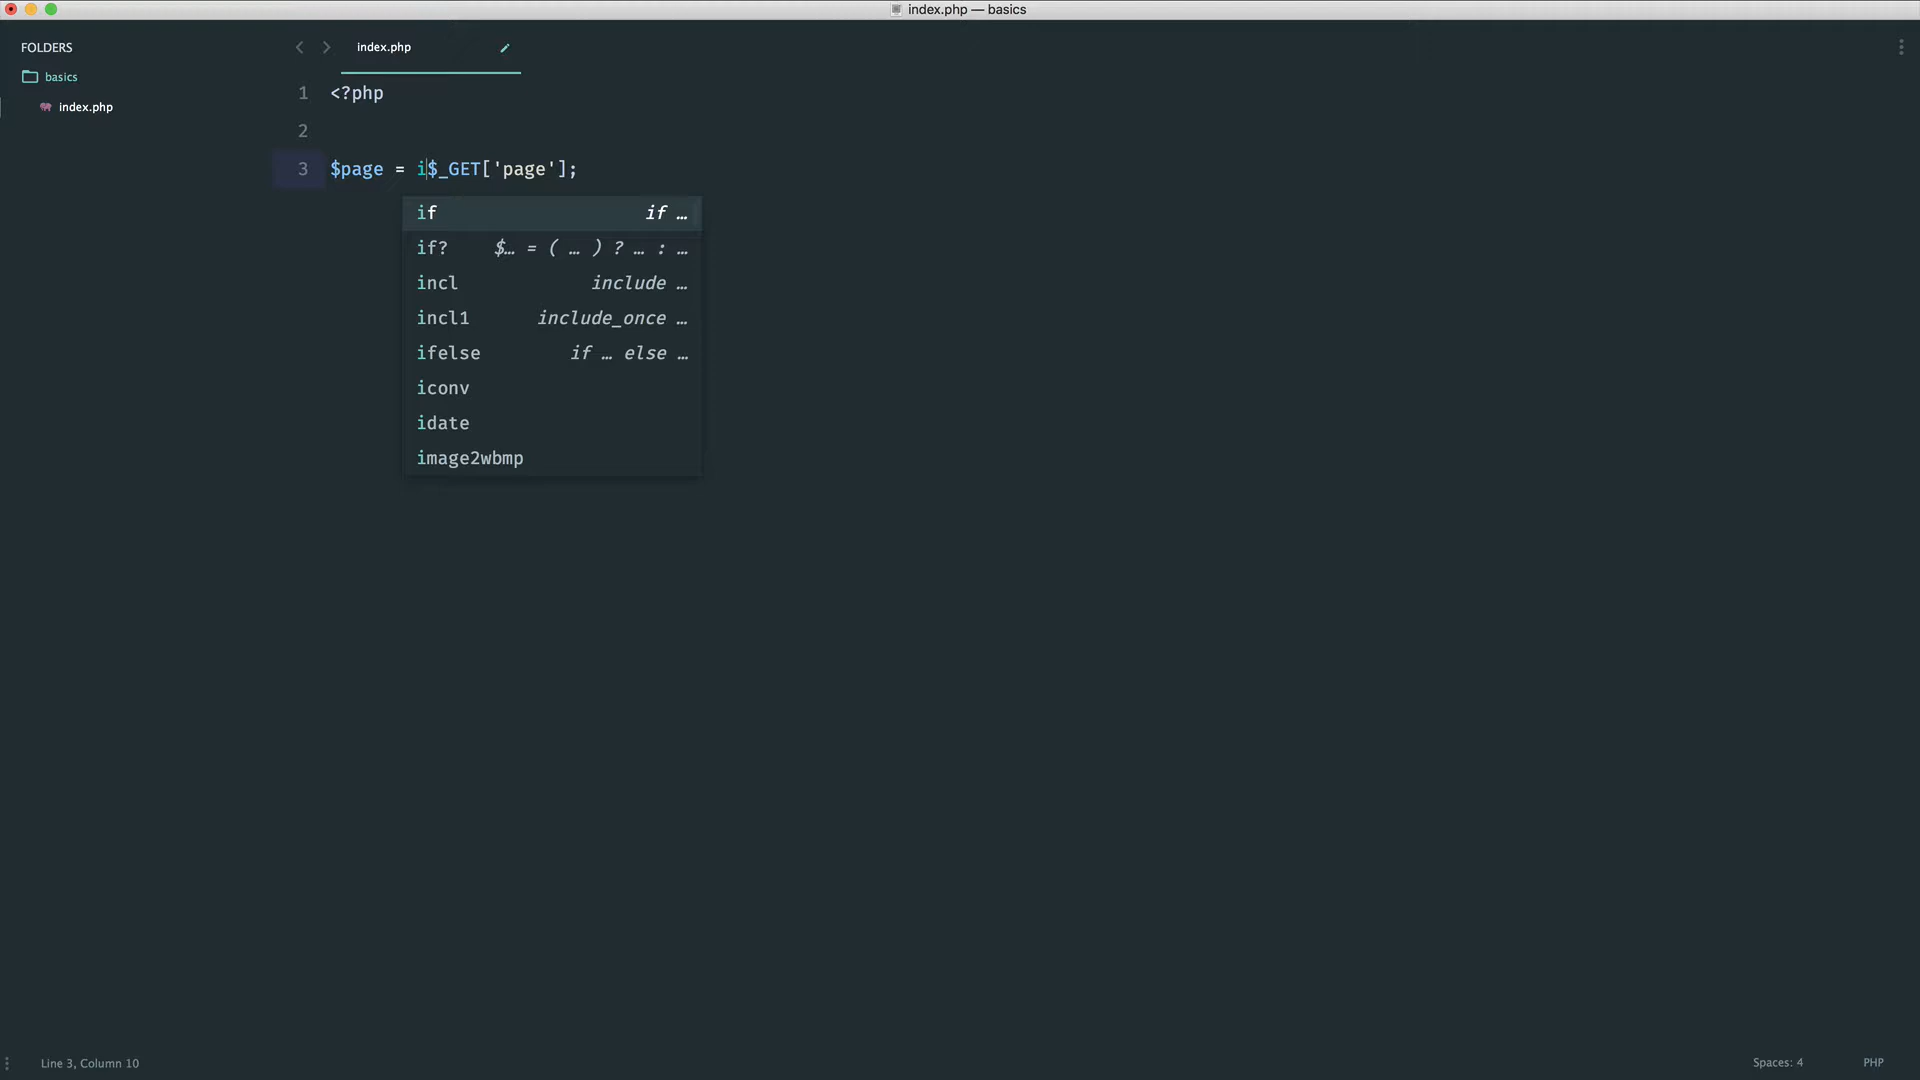 index.php — basics
FOLDERS
basics
index.php
index.php
1 <?php
2
3 $page = i$_GET['page'];
if if …
if? $… = ( … ) ? … : …
incl include …
incl1 include_once …
ifelse if … else …
iconv
idate
image2wbmp
Line 3, Column 10
Spaces: 4
PHP